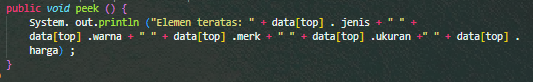 public void peek () {
System. out.println ("Elemen teratas: " + data[top] . jenis + " " +
data[top] .warna + " " + data[top] .merk + " " + data[top] .ukuran +" " + data[top] .
harga) ;
}